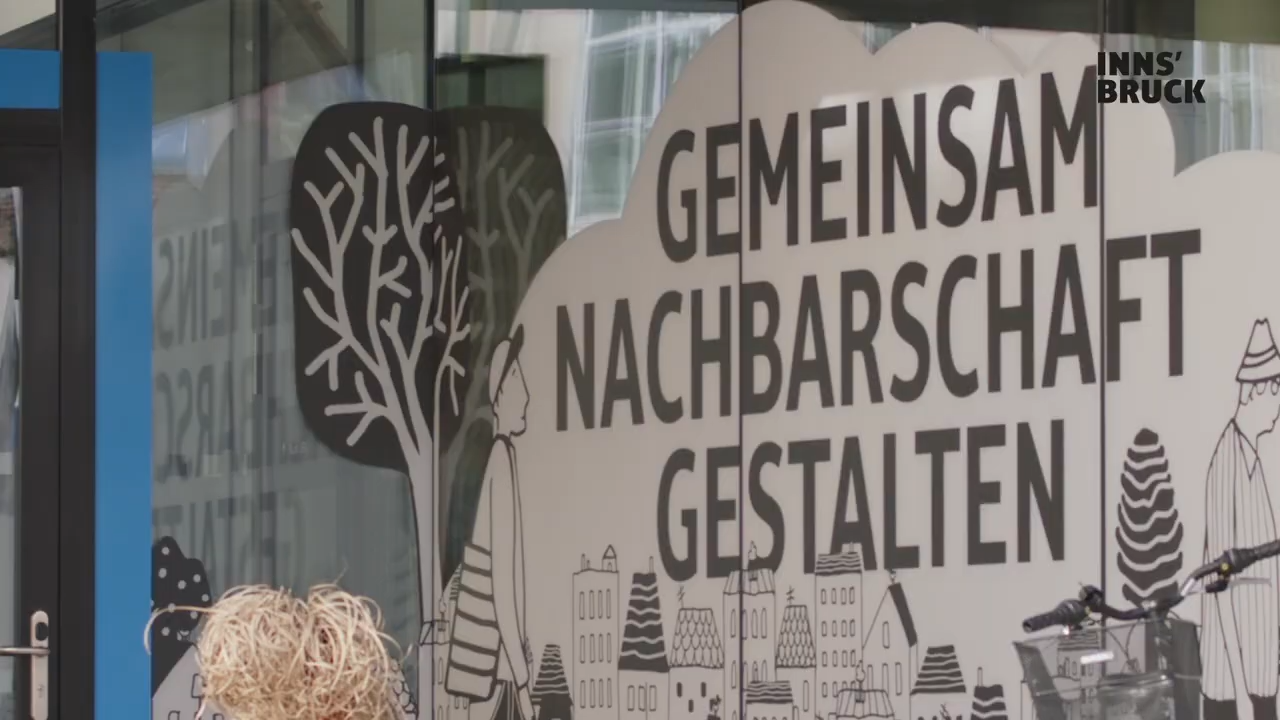 INNS'
BRUCK
GEMEINSAM
NACHBARSCHAFT
GESTALTEN